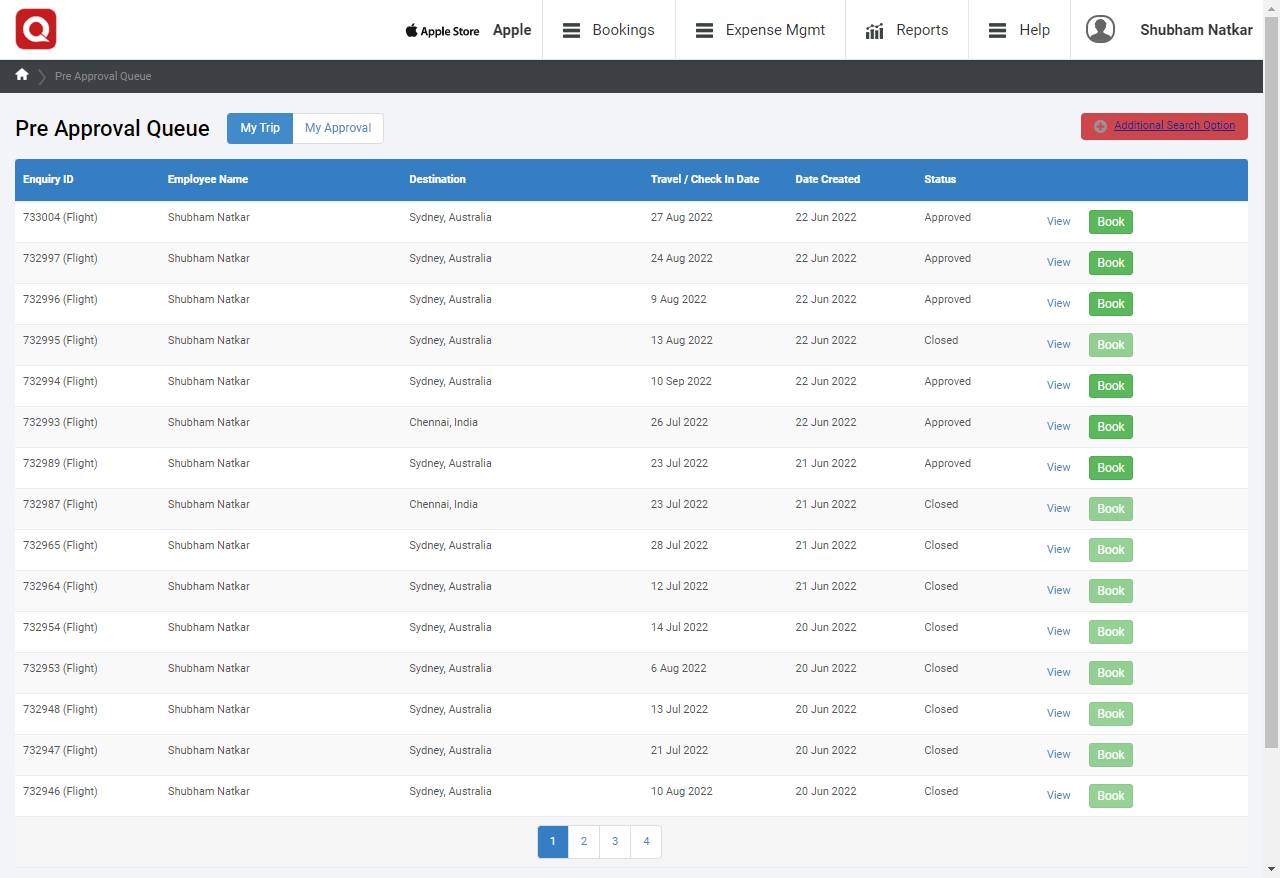 Apple Store Apple Bookings Expense Mgmt Reports Help Shubham Natkar
Pre Approval Queue
Pre Approval Queue My Trip My Approval Additional Search Option
Enquiry ID Employee Name Destination Travel / Check In Date Date Created Status
733004 (Flight) Shubham Natkar Sydney, Australia 27 Aug 2022 22 Jun 2022 Approved View Book
732997 (Flight) Shubham Natkar Sydney, Australia 24 Aug 2022 22 Jun 2022 Approved View Book
732996 (Flight) Shubham Natkar Sydney, Australia 9 Aug 2022 22 Jun 2022 Approved View Book
732995 (Flight) Shubham Natkar Sydney, Australia 13 Aug 2022 22 Jun 2022 Closed View Book
732994 (Flight) Shubham Natkar Sydney, Australia 10 Sep 2022 22 Jun 2022 Approved View Book
732993 (Flight) Shubham Natkar Chennai, India 26 Jul 2022 22 Jun 2022 Approved View Book
732989 (Flight) Shubham Natkar Sydney, Australia 23 Jul 2022 21 Jun 2022 Approved View Book
732987 (Flight) Shubham Natkar Chennai, India 23 Jul 2022 21 Jun 2022 Closed View Book
732965 (Flight) Shubham Natkar Sydney, Australia 28 Jul 2022 21 Jun 2022 Closed View Book
732964 (Flight) Shubham Natkar Sydney, Australia 12 Jul 2022 21 Jun 2022 Closed View Book
732954 (Flight) Shubham Natkar Sydney, Australia 14 Jul 2022 20 Jun 2022 Closed View Book
732953 (Flight) Shubham Natkar Sydney, Australia 6 Aug 2022 20 Jun 2022 Closed View Book
732948 (Flight) Shubham Natkar Sydney, Australia 13 Jul 2022 20 Jun 2022 Closed View Book
732947 (Flight) Shubham Natkar Sydney, Australia 21 Jul 2022 20 Jun 2022 Closed View Book
732946 (Flight) Shubham Natkar Sydney, Australia 10 Aug 2022 20 Jun 2022 Closed View Book
1 2 3 4